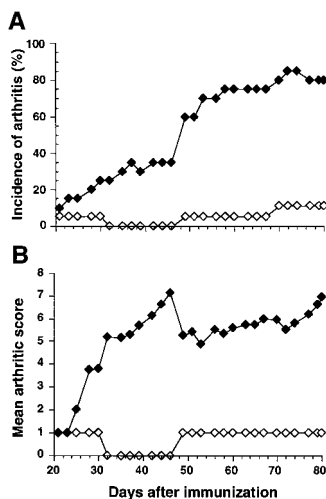 A
Incidence of arthritis (%)
100
80
60
40
20
0
B
Mean arthritic score
8
7
6
5
4
3
2
1
0
20 30 40 50 60 70 80
Days after immunization